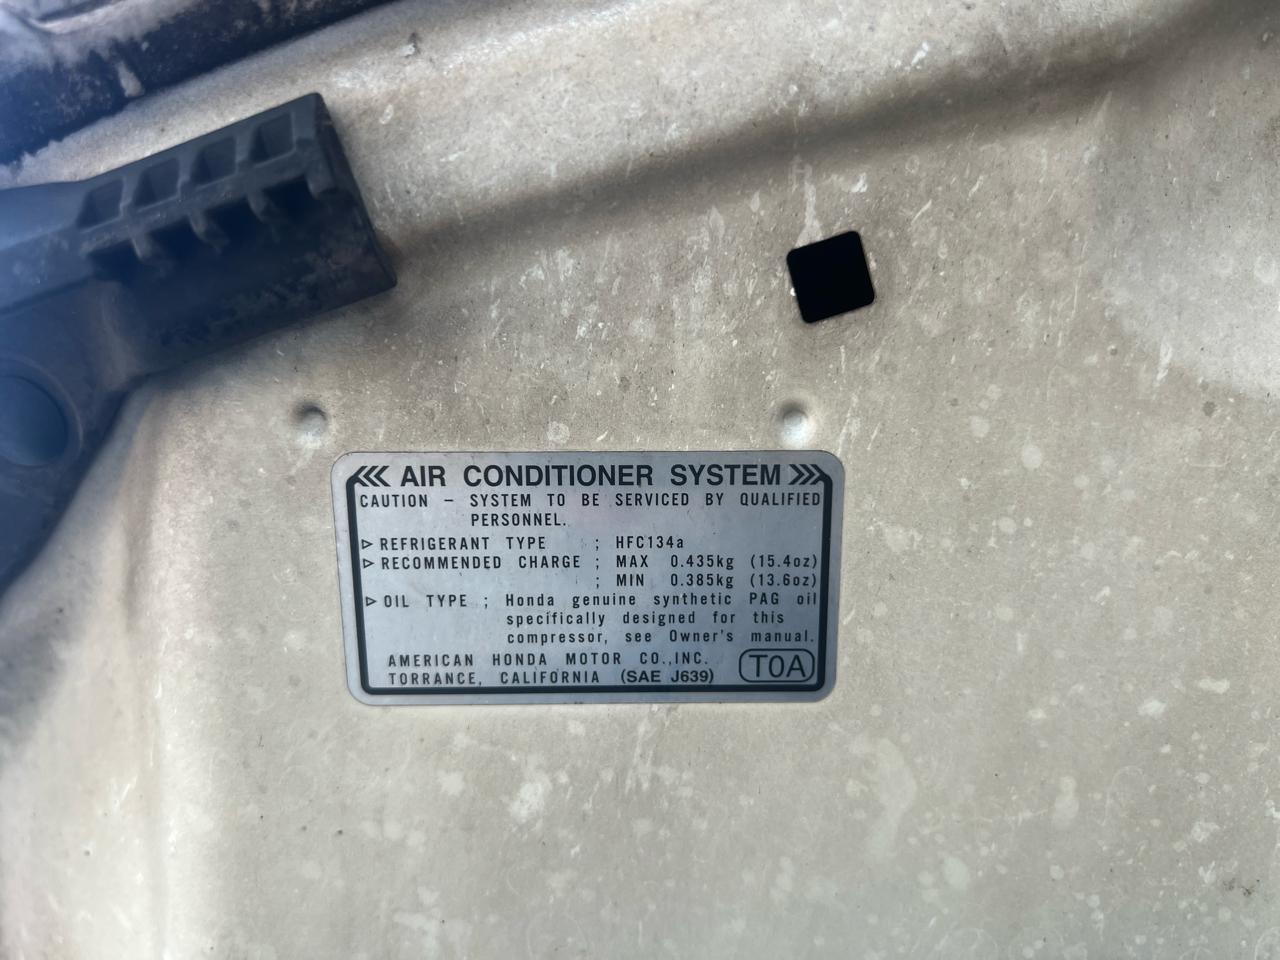 ⋘ AIR CONDITIONER SYSTEM ⋙
CAUTION – SYSTEM TO BE SERVICED BY QUALIFIED
PERSONNEL.
▷ REFRIGERANT TYPE ; HFC134a
▷ RECOMMENDED CHARGE ; MAX 0.435kg (15.4oz)
; MIN 0.385kg (13.6oz)
▷ OIL TYPE ; Honda genuine synthetic PAG oil
specifically designed for this
compressor, see Owner's manual.
AMERICAN HONDA MOTOR CO.,INC.
TORRANCE, CALIFORNIA (SAE J639) T0A